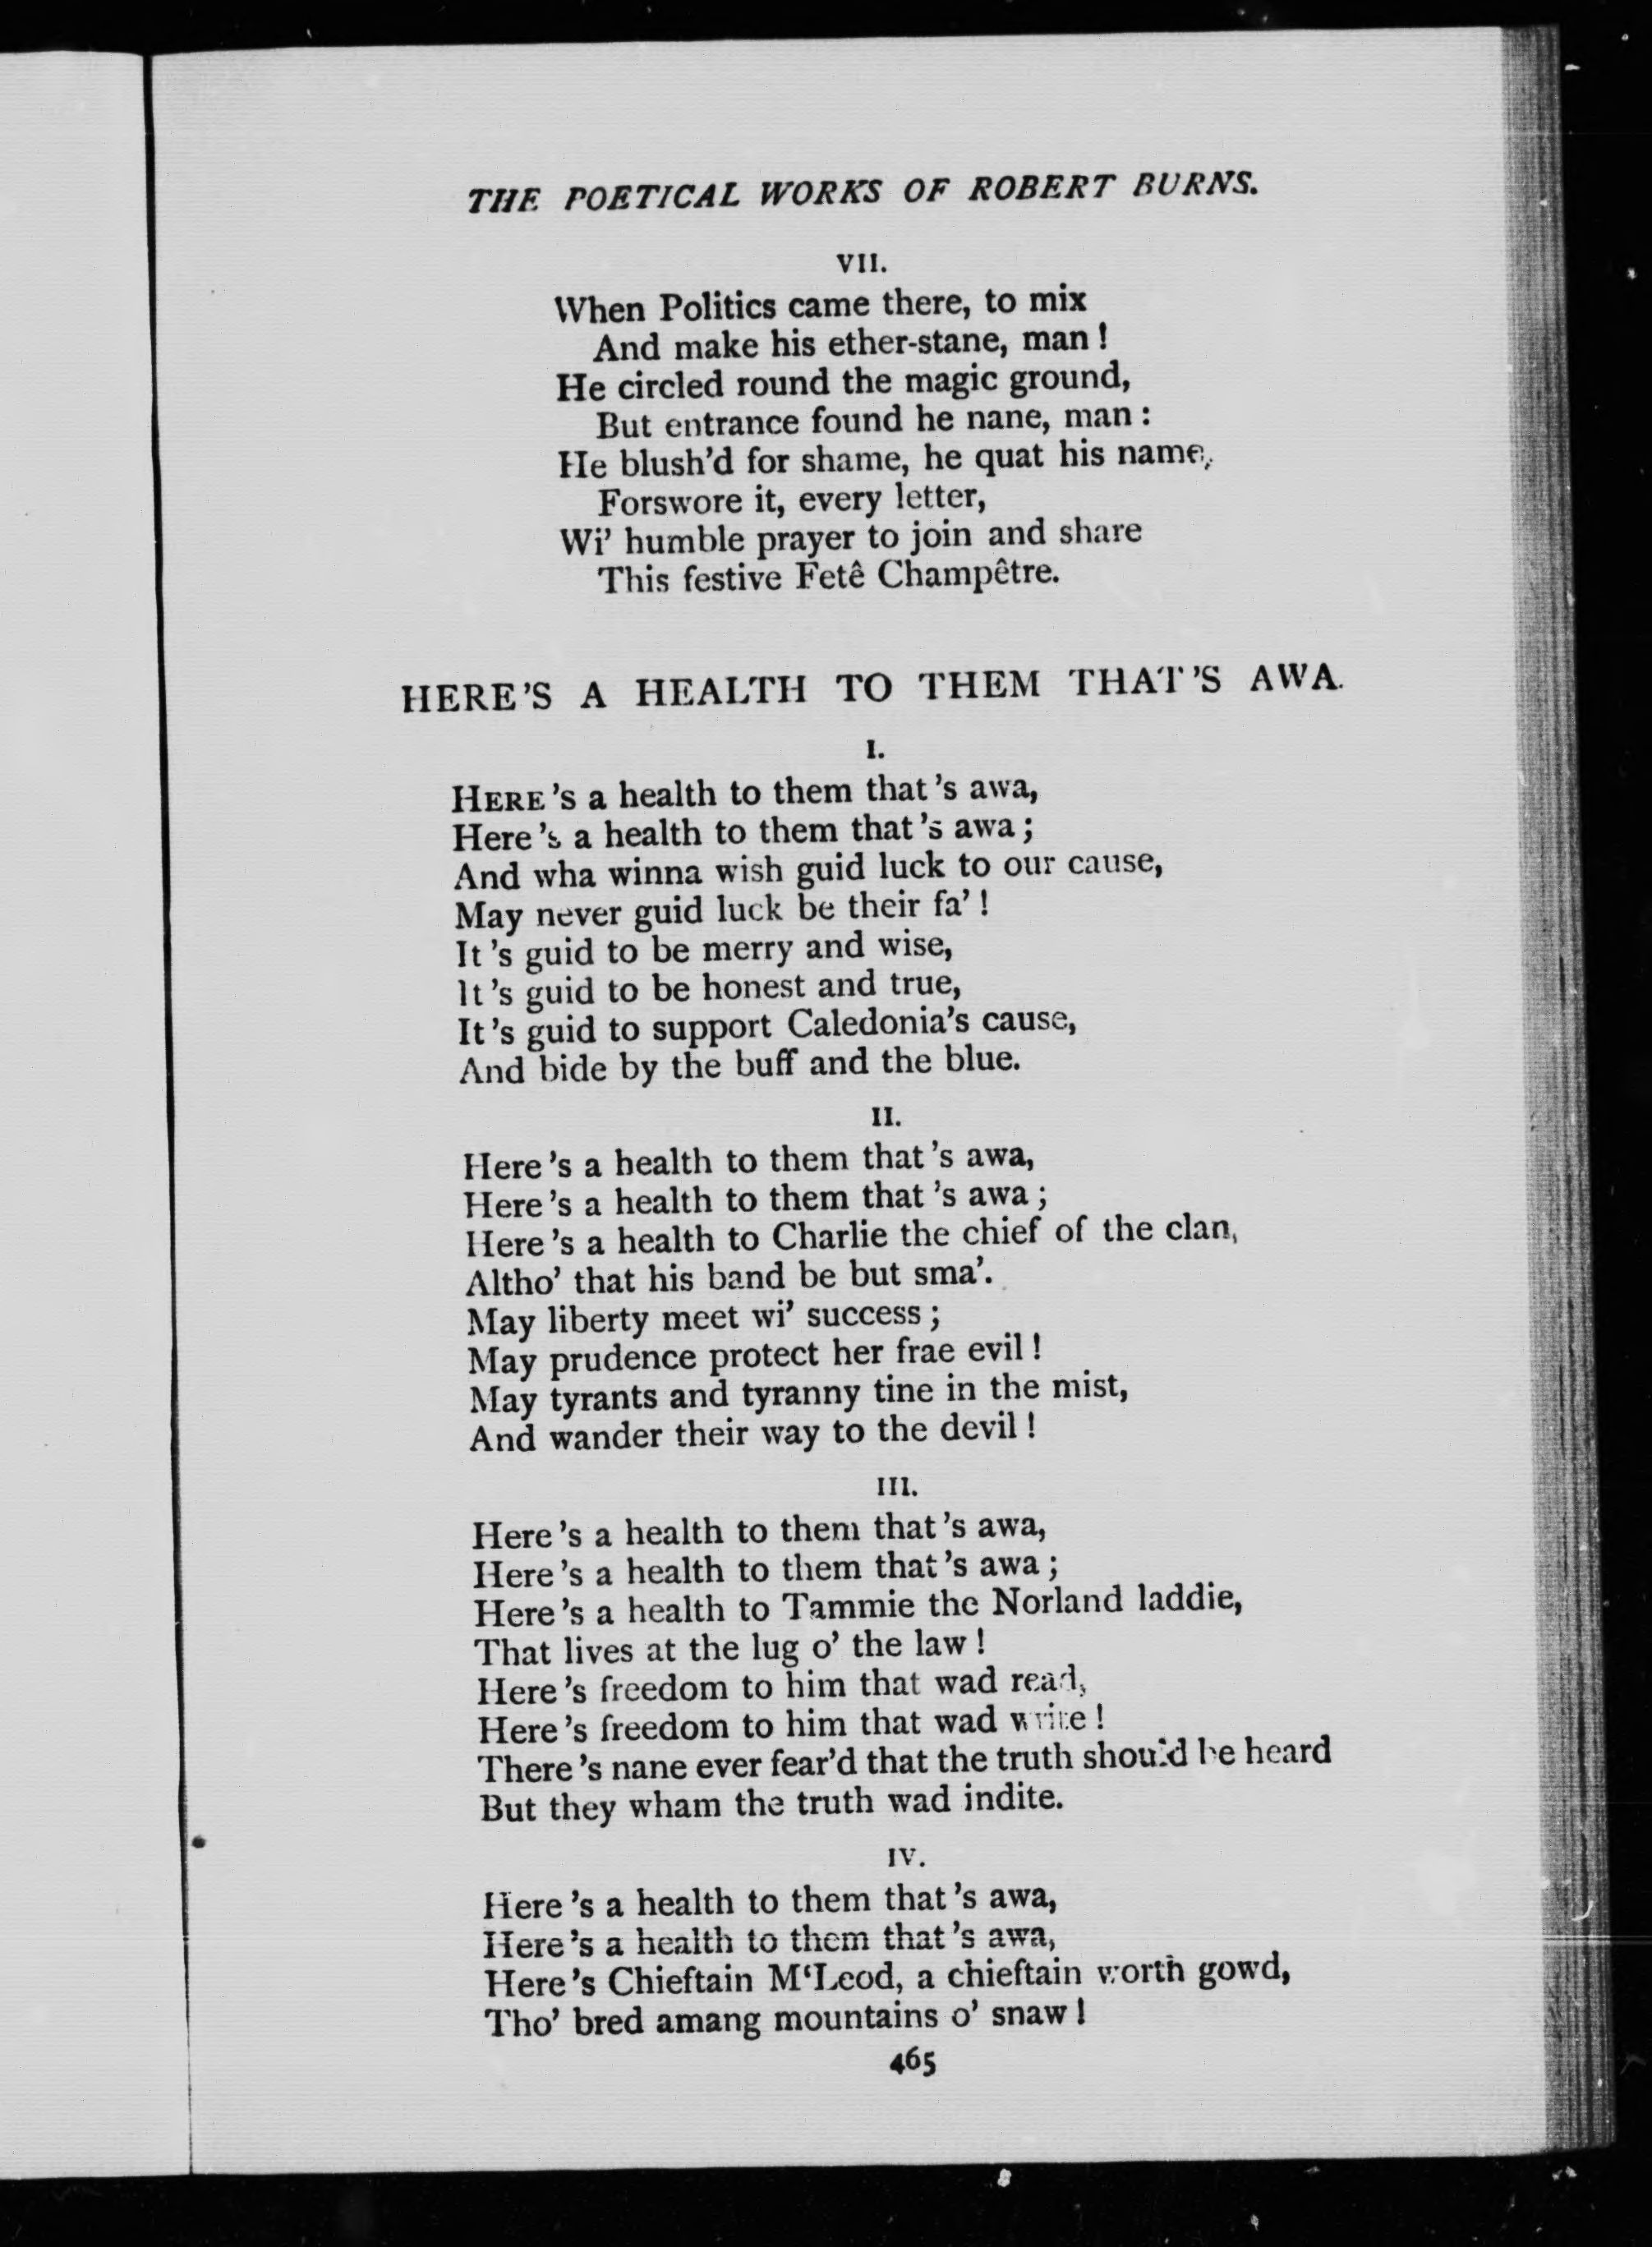 THE POETICAL WORKS OF ROBERT BURNS.
VII.
When Politics came there, to mix
And make his ether-stane, man !
He circled round the magic ground,
But entrance found he nane, man :
He blush'd for shame, he quat his name,
Forswore it, every letter,
Wi' humble prayer to join and share
This festive Fetê Champêtre.
HERE'S A HEALTH TO THEM THAT'S AWA.
I.
HERE 's a health to them that 's awa,
Here 's a health to them that 's awa ;
And wha winna wish guid luck to our cause,
May never guid luck be their fa' !
It 's guid to be merry and wise,
It 's guid to be honest and true,
It 's guid to support Caledonia's cause,
And bide by the buff and the blue.
II.
Here 's a health to them that 's awa,
Here 's a health to them that 's awa ;
Here 's a health to Charlie the chief of the clan,
Altho' that his band be but sma'.
May liberty meet wi' success ;
May prudence protect her frae evil !
May tyrants and tyranny tine in the mist,
And wander their way to the devil !
III.
Here 's a health to them that 's awa,
Here 's a health to them that 's awa ;
Here 's a health to Tammie the Norland laddie,
That lives at the lug o' the law !
Here 's freedom to him that wad read,
Here 's freedom to him that wad write !
There 's nane ever fear'd that the truth should be heard
But they wham the truth wad indite.
IV.
Here 's a health to them that 's awa,
Here 's a health to them that 's awa,
Here 's Chieftain M‘Leod, a chieftain worth gowd,
Tho' bred amang mountains o' snaw !
465